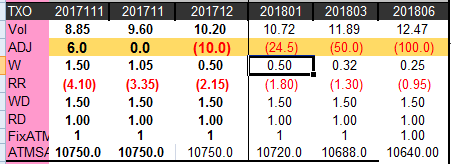 TXO 2017111 201711 201712 201801 201803 201806
Vol 8.85 9.60 10.20 10.72 11.89 12.47
ADJ 6.0 0.0 (10.0) (24.5) (50.0) (100.0)
W 1.50 1.05 0.50 0.50 0.32 0.25
RR (4.10) (3.35) (2.15) (1.80) (1.30) (0.95)
WD 1.50 1.50 1.50 1.50 1.50 1.50
RD 1.00 1.00 1.00 1.00 1.00 1.00
FixATM 1 1 1 1 1 1.00
ATMSA 10750.0 10750.0 10750.0 10720.0 10688.0 10640.00